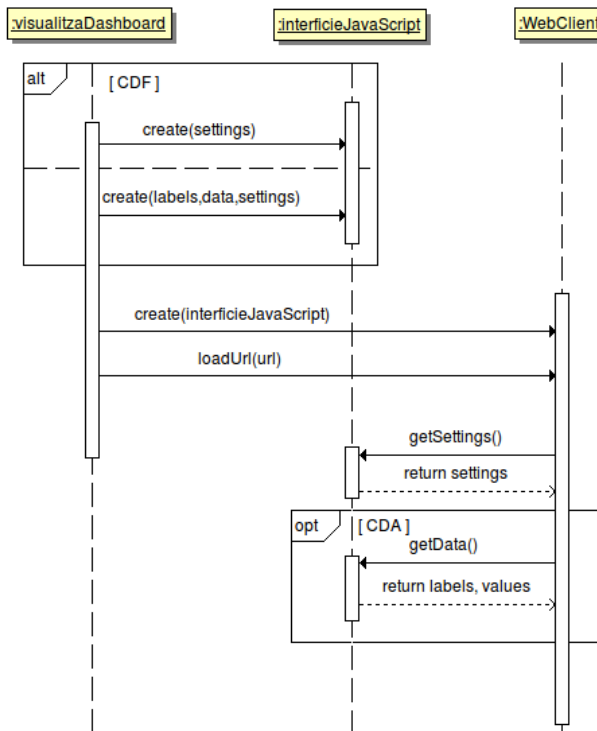 :visualitzaDashboard
:interficieJavaScript
:WebClient
alt
[ CDF ]
create(settings)
create(labels,data,settings)
create(interficieJavaScript)
loadUrl(url)
getSettings()
return settings
opt
[ CDA ]
getData()
return labels, values